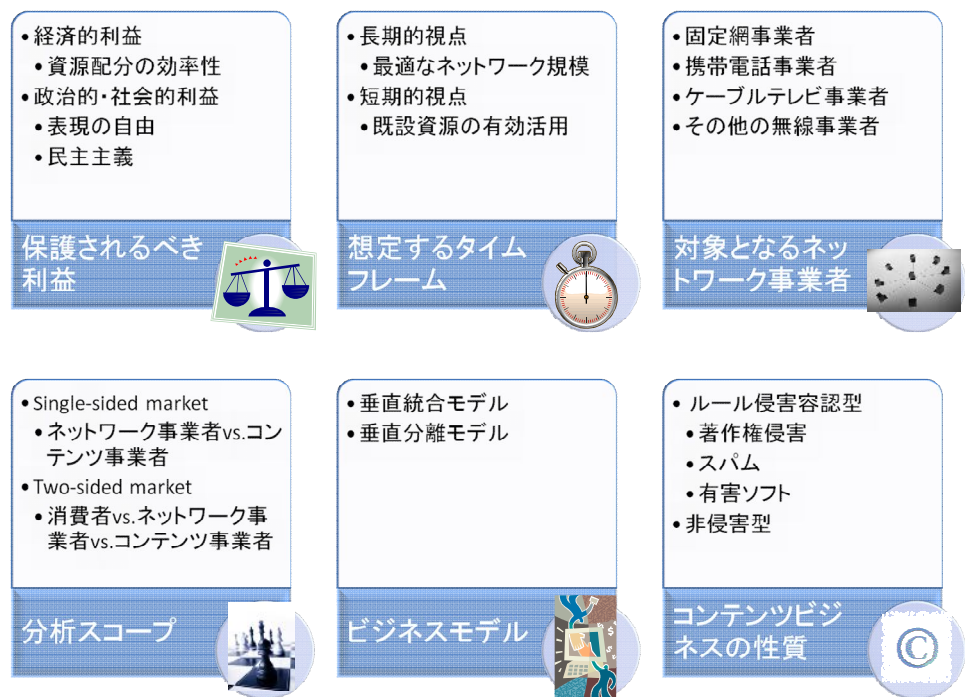 •経済的利益
•資源配分の効率性
•政治的・社会的利益
•表現の自由
•民主主義
保護されるべき
利益
•長期的視点
•最適なネットワーク規模
•短期的視点
•既設資源の有効活用
想定するタイム
フレーム
•固定網事業者
•携帯電話事業者
•ケーブルテレビ事業者
•その他の無線事業者
対象となるネッ
トワーク事業者
•Single-sided market
•ネットワーク事業者vs.コン
テンツ事業者
•Two-sided market
•消費者vs.ネットワーク事
業者vs.コンテンツ事業者
分析スコープ
•垂直統合モデル
•垂直分離モデル
ビジネスモデル
• ルール侵害容認型
•著作権侵害
•スパム
•有害ソフト
•非侵害型
コンテンツビジ
ネスの性質
©